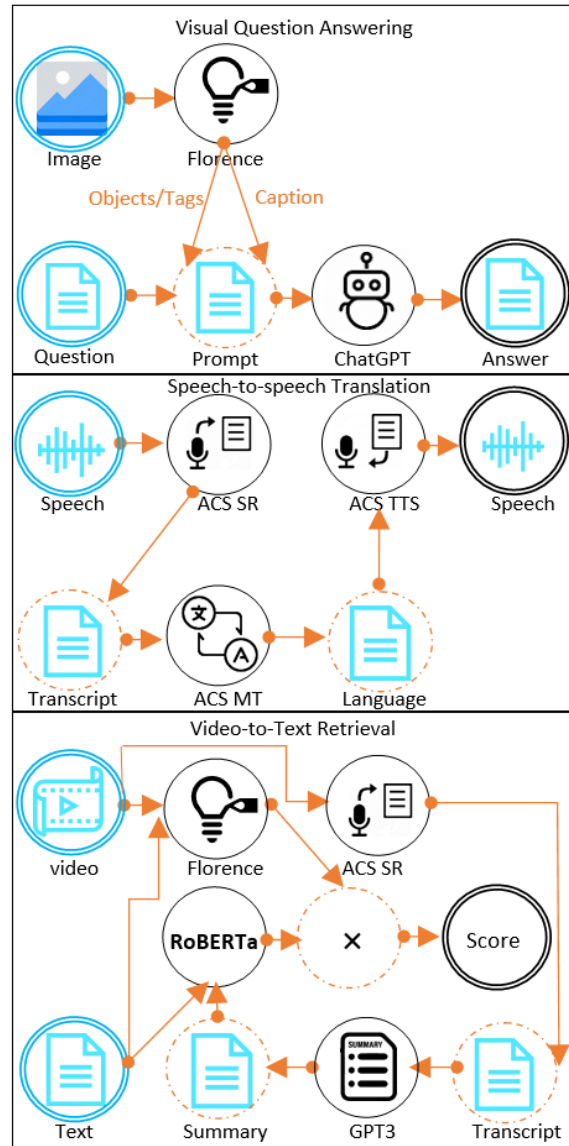 Visual Question Answering
Image
Florence
Objects/Tags
Caption
Question
Prompt
ChatGPT
Answer
Speech-to-speech Translation
Speech
ACS SR
ACS TTS
Speech
文
A
Transcript
ACS MT
Language
Video-to-Text Retrieval
video
Florence
ACS SR
RoBERTa
×
Score
SUMMARY
Text
Summary
GPT3
Transcript